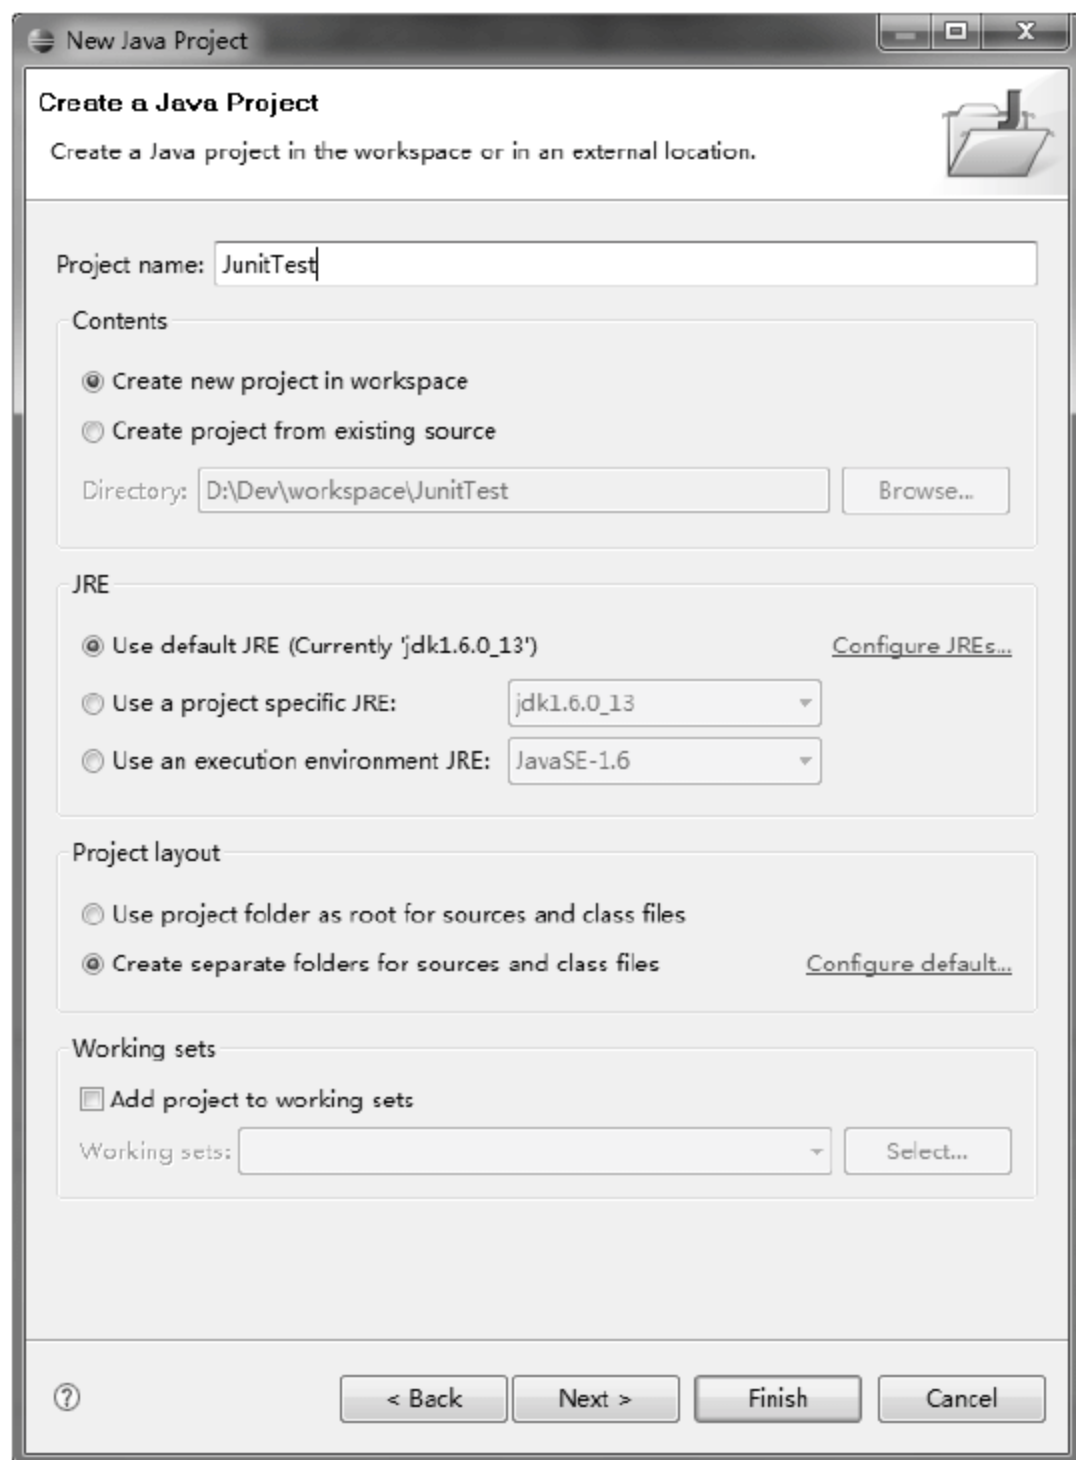 New Java Project
Create a Java Project
Create a Java project in the workspace or in an external location.
Project name: JunitTest
Contents
Create new project in workspace
Create project from existing source
Directory: D:\Dev\workspace\JunitTest Browse...
JRE
Use default JRE (Currently 'jdk1.6.0_13') Configure JREs...
Use a project specific JRE: jdk1.6.0_13
Use an execution environment JRE: JavaSE-1.6
Project layout
Use project folder as root for sources and class files
Create separate folders for sources and class files Configure default...
Working sets
Add project to working sets
Working sets: Select...
< Back Next > Finish Cancel